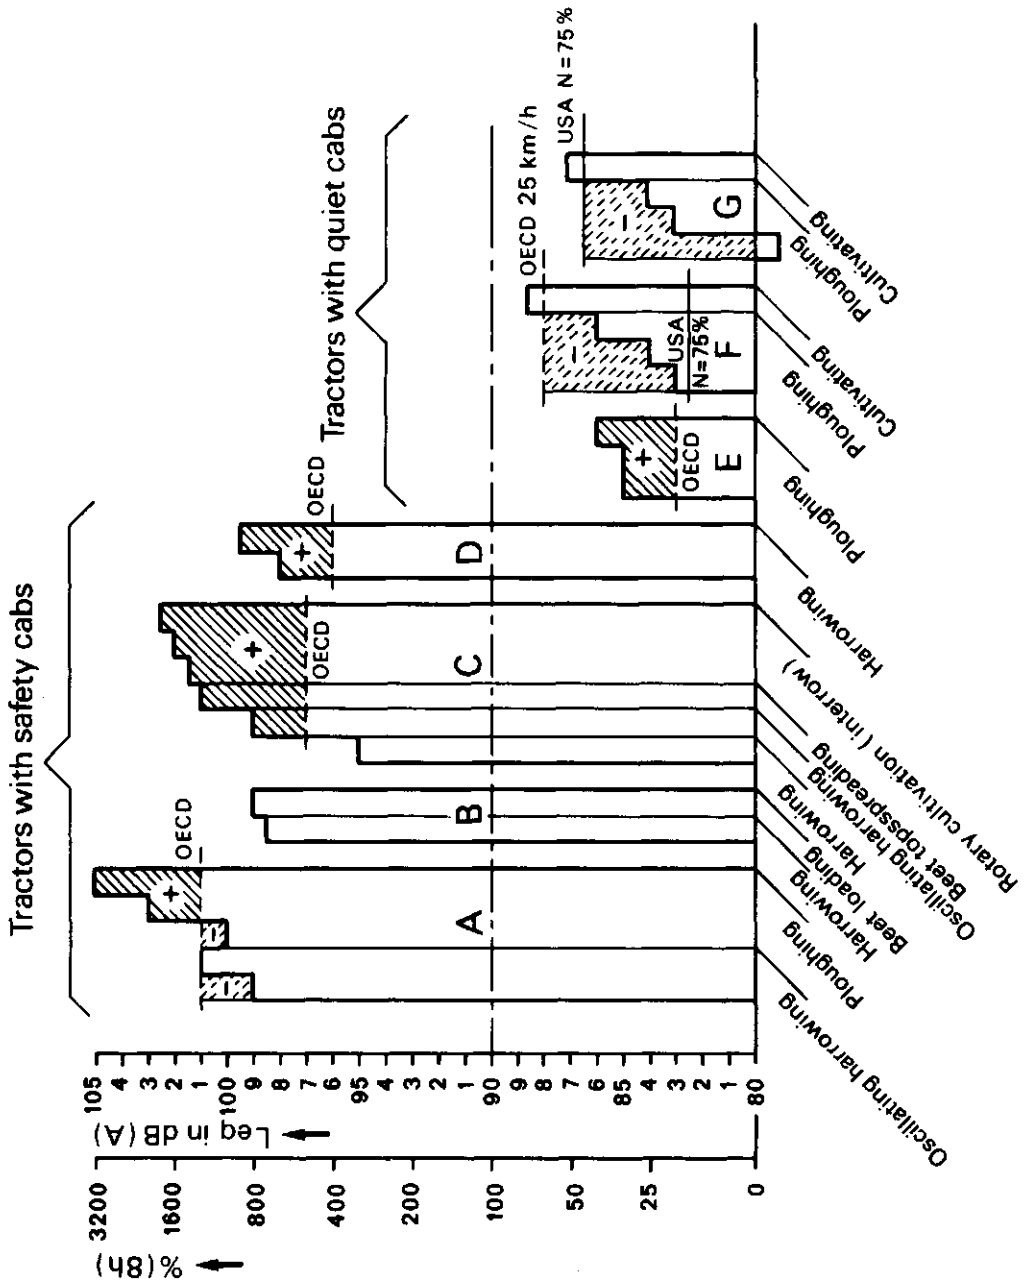 Tractors with safety cabs
Tractors with quiet cabs
% (8h)
3200
1600
800
400
200
100
50
25
0
Leq in dB (A)
105
4
3
2
1
100
9
8
7
6
5
4
3
2
1
90
9
8
7
6
85
4
3
2
1
80
OECD
OECD
OECD
OECD
OECD 25 km/h
USA N = 75%
USA
N=75%
+
+
+
+
−
−
−
−
A
B
C
D
E
F
G
Oscillating harrowing
Ploughing
Harrowing
Beet loading
Harrowing
Oscillating harrowing
Beet topsspreading
Rotary cultivation (interrow)
Harrowing
Ploughing
Ploughing
Cultivating
Ploughing
Cultivating